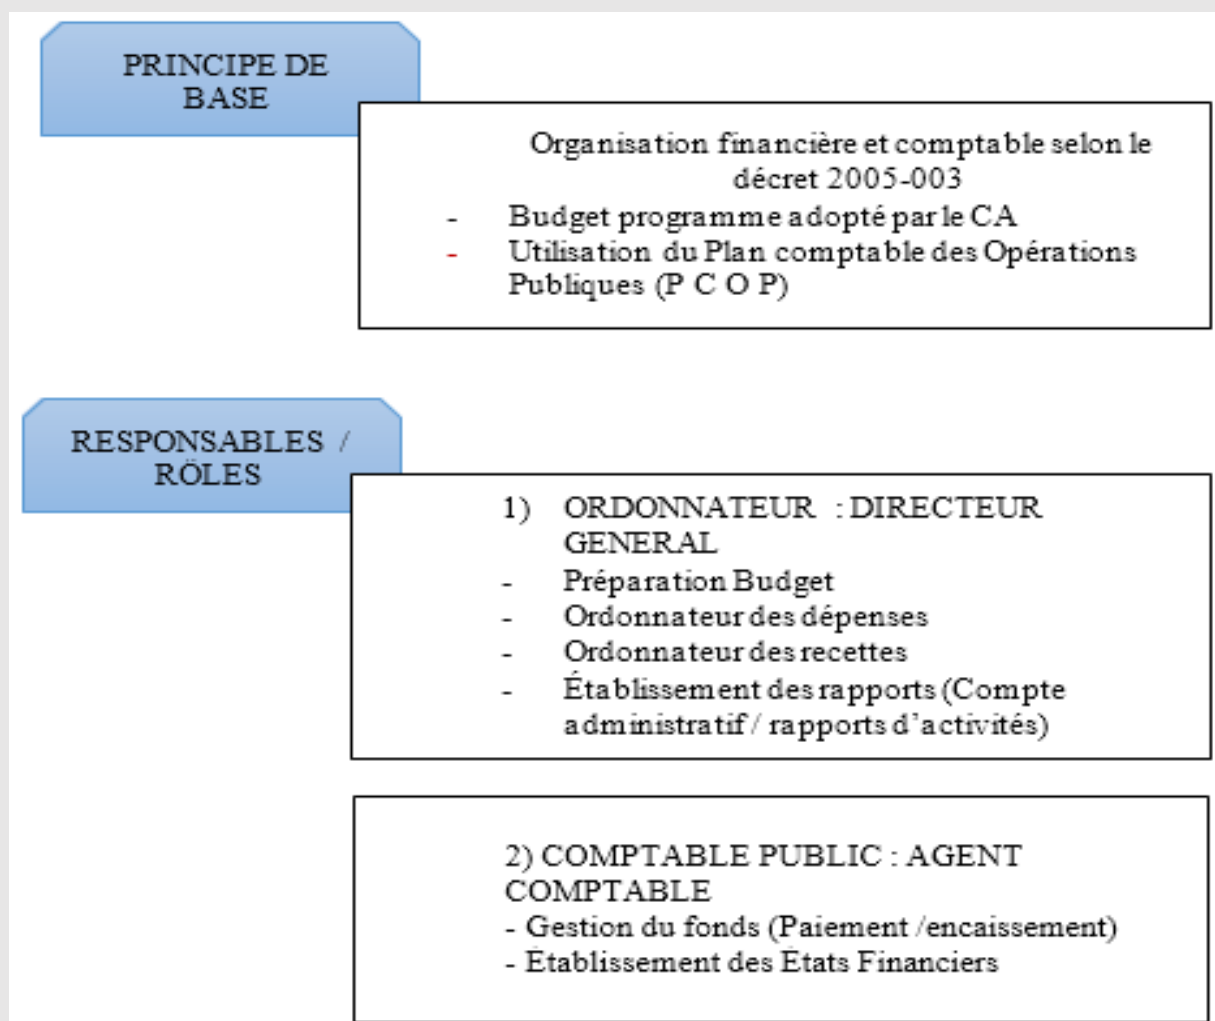 PRINCIPE DE
BASE
Organisation financière et comptable selon le
décret 2005-003
- Budget programme adopté par le CA
- Utilisation du Plan comptable des Opérations
Publiques (P C O P)
RESPONSABLES /
RÖLES
1) ORDONNATEUR : DIRECTEUR
GENERAL
- Préparation Budget
- Ordonnateur des dépenses
- Ordonnateur des recettes
- Établissement des rapports (Compte
administratif / rapports d’activités)
2) COMPTABLE PUBLIC : AGENT
COMPTABLE
- Gestion du fonds (Paiement /encaissement)
- Établissement des États Financiers